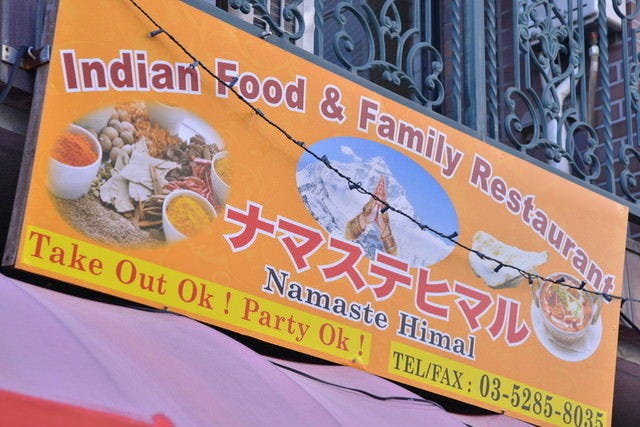 Indian Food & Family Restaurant
ナマステヒマル
Namaste Himal
Take Out Ok ! Party Ok !
TEL/FAX : 03-5285-8035